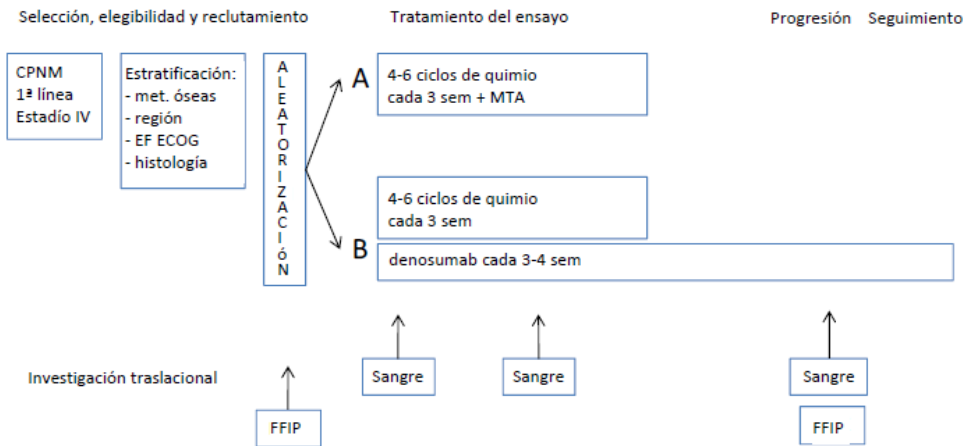 Selección, elegibilidad y reclutamiento
Tratamiento del ensayo
Progresión
Seguimiento
CPNM
1ª línea
Estadío IV
Estratificación:
- met. óseas
- región
- EF ECOG
- histología
ALEATORIZACIóN
A
4-6 ciclos de quimio
cada 3 sem + MTA
4-6 ciclos de quimio
cada 3 sem
B
denosumab cada 3-4 sem
Investigación traslacional
Sangre
Sangre
Sangre
FFIP
FFIP